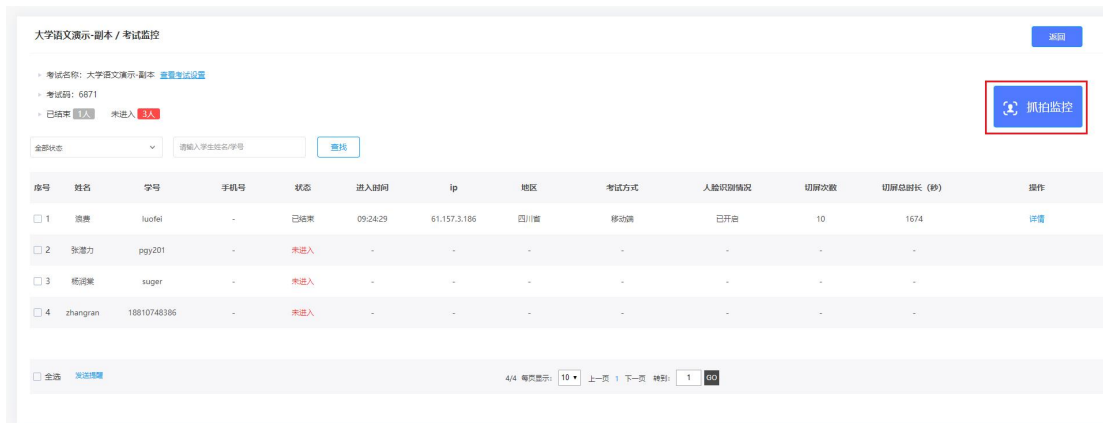 大学语文演示-副本 / 考试监控
返回
考试名称：大学语文演示-副本 查看考试设置
考试码：6871
已结束 1人 未进入 3人
抓拍监控
全部状态 请输入学生姓名/学号 查找
序号 姓名 学号 手机号 状态 进入时间 ip 地区 考试方式 人脸识别情况 切屏次数 切屏总时长（秒） 操作
1 浪费 luofei - 已结束 09:24:29 61.157.3.186 四川省 移动端 已开启 10 1674 详情
2 张潜力 pgy201 - 未进入 - - - - - - -
3 杨润棠 suger - 未进入 - - - - - - -
4 zhangran 18810748386 - 未进入 - - - - - - -
全选 发送提醒 4/4 每页显示: 10 上一页 1 下一页 转到: 1 GO